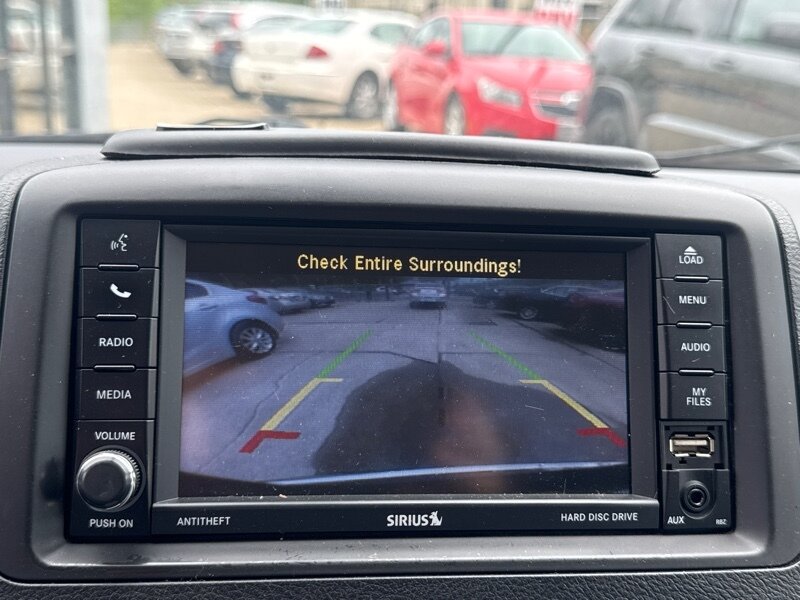 Check Entire Surroundings!
LOAD
MENU
RADIO
AUDIO
MEDIA
MY
FILES
VOLUME
PUSH ON
ANTITHEFT
SIRIUS
HARD DISC DRIVE
AUX
RBZ